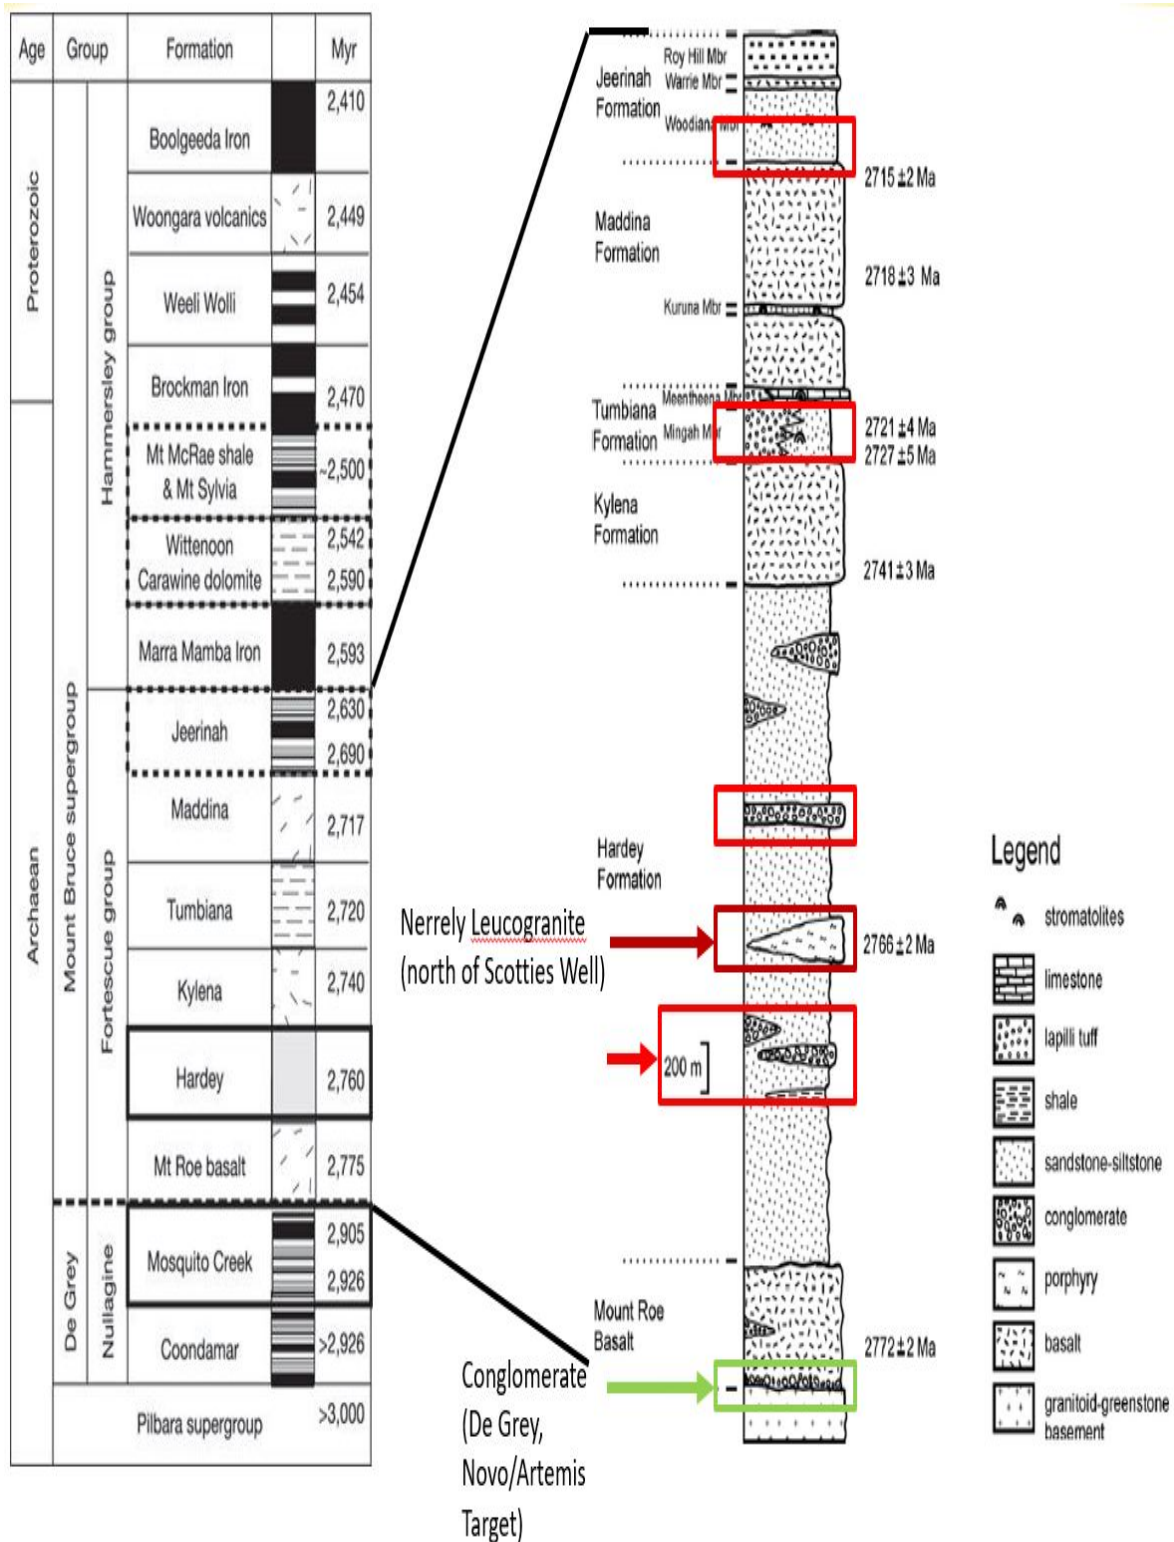 Age
Group
Formation
Myr
Proterozoic
Archaean
Mount Bruce supergroup
De Grey
Hammersley group
Fortescue group
Nullagine
Boolgeeda Iron
2,410
Woongara volcanics
2,449
Weeli Wolli
2,454
Brockman Iron
2,470
Mt McRae shale
& Mt Sylvia
~2,500
Wittenoon
2,542
Carawine dolomite
2,590
Marra Mamba Iron
2,593
Jeerinah
2,630
2,690
Maddina
2,717
Tumbiana
2,720
Kylena
2,740
Hardey
2,760
Mt Roe basalt
2,775
Mosquito Creek
2,905
2,926
Coondamar
>2,926
Pilbara supergroup
>3,000
Jeerinah
Formation
Roy Hill Mbr
Warrie Mbr
Woodiana Mbr
2715 ±2 Ma
Maddina
Formation
2718 ±3 Ma
Kuruna Mbr
Meentheena Mbr
Tumbiana
Formation
Mingah Mbr
2721 ±4 Ma
2727 ±5 Ma
Kylena
Formation
2741 ±3 Ma
Hardey
Formation
Nerrely Leucogranite
(north of Scotties Well)
2766 ±2 Ma
200 m
Mount Roe
Basalt
2772 ±2 Ma
Conglomerate
(De Grey,
Novo/Artemis
Target)
Legend
stromatolites
limestone
lapilli tuff
shale
sandstone-siltstone
conglomerate
porphyry
basalt
granitoid-greenstone
basement